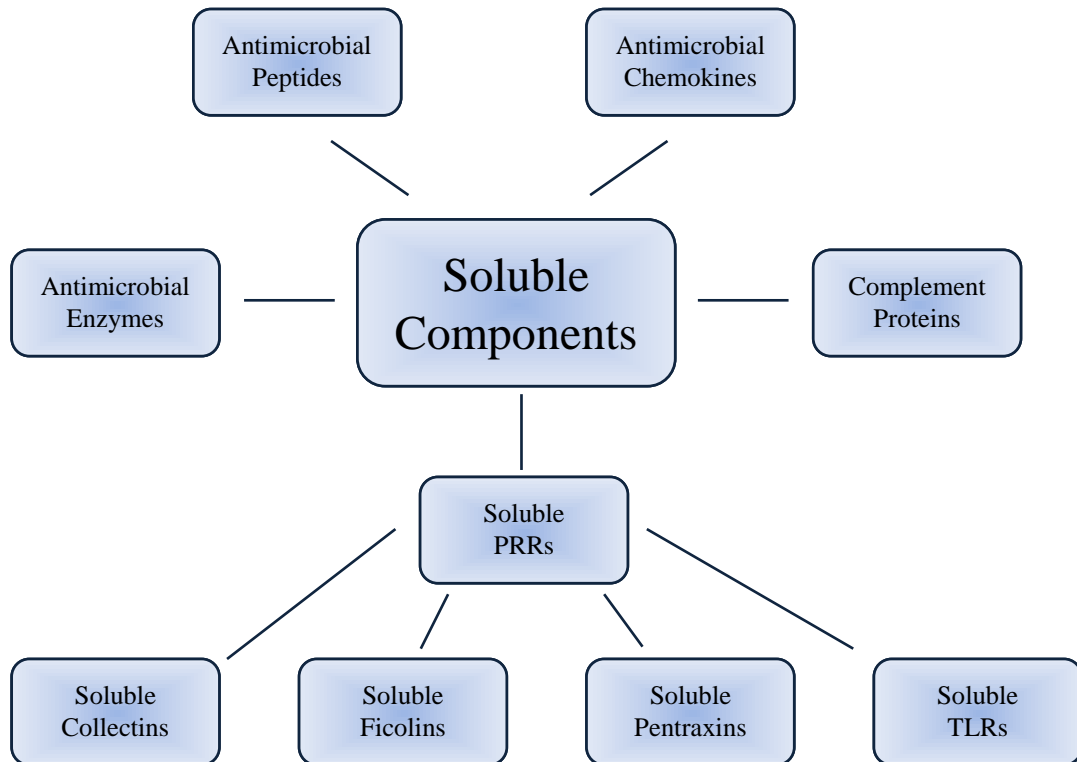 Antimicrobial
Peptides
Antimicrobial
Chemokines
Antimicrobial
Enzymes
Soluble
Components
Complement
Proteins
Soluble
PRRs
Soluble
Collectins
Soluble
Ficolins
Soluble
Pentraxins
Soluble
TLRs